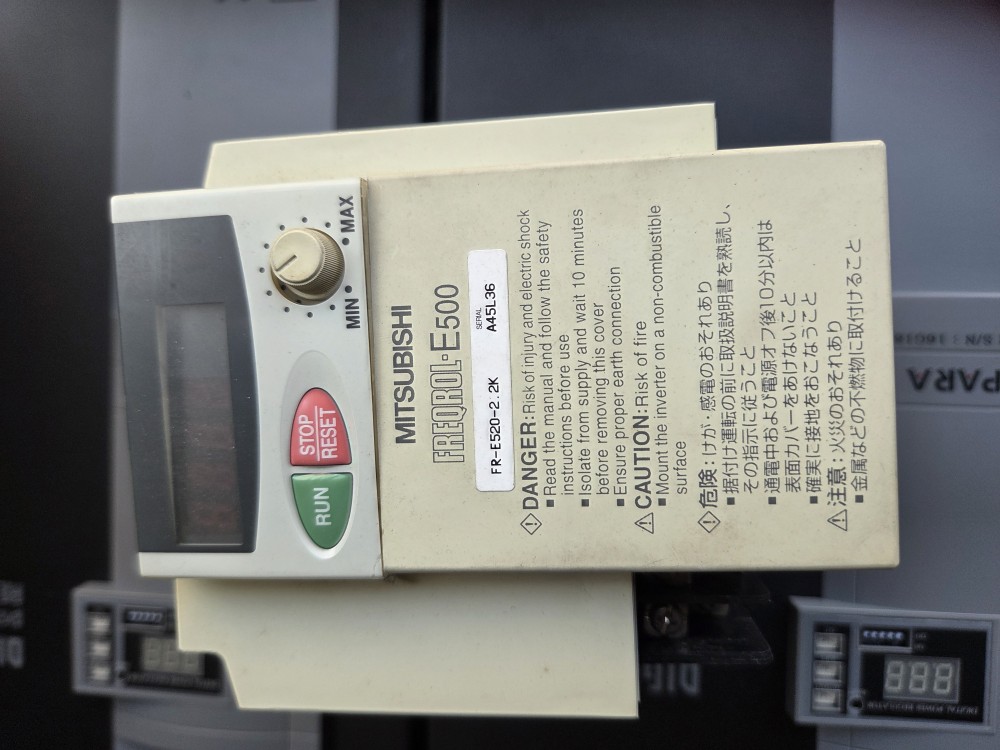 MIN
MAX
STOP
RESET
RUN
MITSUBISHI
FREQROL-E500
SERIAL
FR-E520-2.2K A45L36
DANGER: Risk of injury and electric shock
■ Read the manual and follow the safety
instructions before use
■ Isolate from supply and wait 10 minutes
before removing this cover
■ Ensure proper earth connection
CAUTION: Risk of fire
■ Mount the inverter on a non-combustible
surface
危険: けが・感電のおそれあり
■ 据付け運転の前に取扱説明書を熟読し、
その指示に従うこと
■ 通電中および電源オフ後10分以内は
表面カバーをあけないこと
■ 確実に接地をおこなうこと
注意: 火災のおそれあり
■ 金属などの不燃物に取付けること
PARA
DIG
DIGITAL POWER REGULATOR